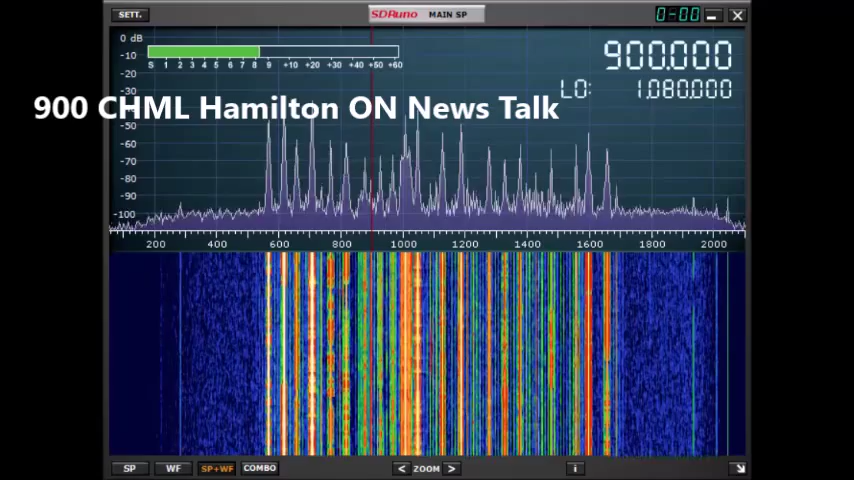 SETT.
SDRuno MAIN SP
0-00
0 dB
-10
-20
-30
-50
-60
-70
-80
-90
-100
S 1 2 3 4 5 6 7 8 9 +10 +20 +30 +40 +50 +60
900.000
LO: 1,080,000
900 CHML Hamilton ON News Talk
200 400 600 800 1000 1200 1400 1600 1800 2000
SP WF SP+WF COMBO < ZOOM > i